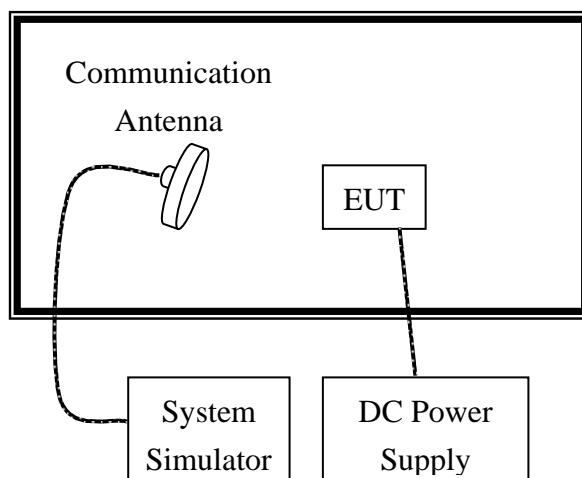 Communication
Antenna
EUT
System
Simulator
DC Power
Supply